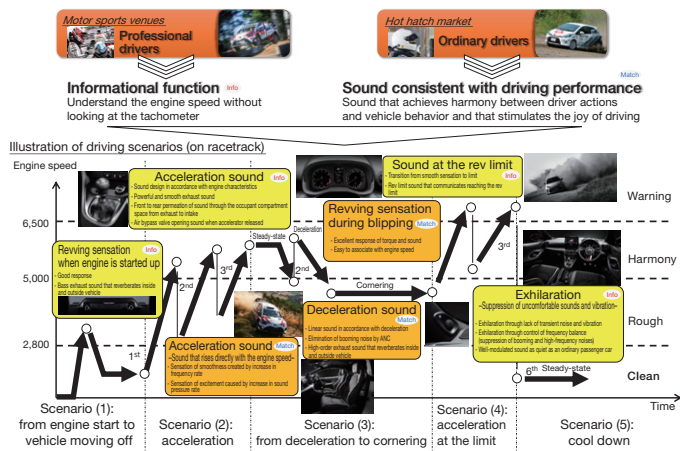 Motor sports venues
Professional
drivers
Hot hatch market
Ordinary drivers
Informational function Info
Understand the engine speed without
looking at the tachometer
Match
Sound consistent with driving performance
Sound that achieves harmony between driver actions
and vehicle behavior and that stimulates the joy of driving
Illustration of driving scenarios (on racetrack)
Engine speed
6,500
5,000
2,800
Warning
Harmony
Rough
Clean
Time
Revving sensation Info
when engine is started up
- Good response
- Bass exhaust sound that reverberates inside
and outside vehicle
Acceleration sound Info
- Sound design in accordance with engine characteristics
- Powerful and smooth exhaust sound
- Front to rear permeation of sound through the occupant compartment
space from exhaust to intake
- Air bypass valve opening sound when accelerator released
1st
2nd
3rd
Steady-state
Deceleration
2nd
Acceleration sound Match
~Sound that rises directly with the engine speed~
- Sensation of smoothness created by increase in
frequency rate
- Sensation of excitement caused by increase in sound
pressure rate
Revving sensation
during blipping Match
- Excellent response of torque and sound
- Easy to associate with engine speed
Cornering
Deceleration sound Match
- Linear sound in accordance with deceleration
- Elimination of booming noise by ANC
- High-order exhaust sound that reverberates inside
and outside vehicle
Sound at the rev limit
Info
- Transition from smooth sensation to limit
- Rev limit sound that communicates reaching the rev
limit
3rd
Exhilaration Info
~Suppression of uncomfortable sounds and vibration~
- Exhilaration through lack of transient noise and vibration
- Exhilaration through control of frequency balance
(suppression of booming and high-frequency noises)
- Well-modulated sound as quiet as an ordinary passenger car
6th Steady-state
Scenario (1):
from engine start to
vehicle moving off
Scenario (2):
acceleration
Scenario (3):
from deceleration to cornering
Scenario (4):
acceleration
at the limit
Scenario (5):
cool down